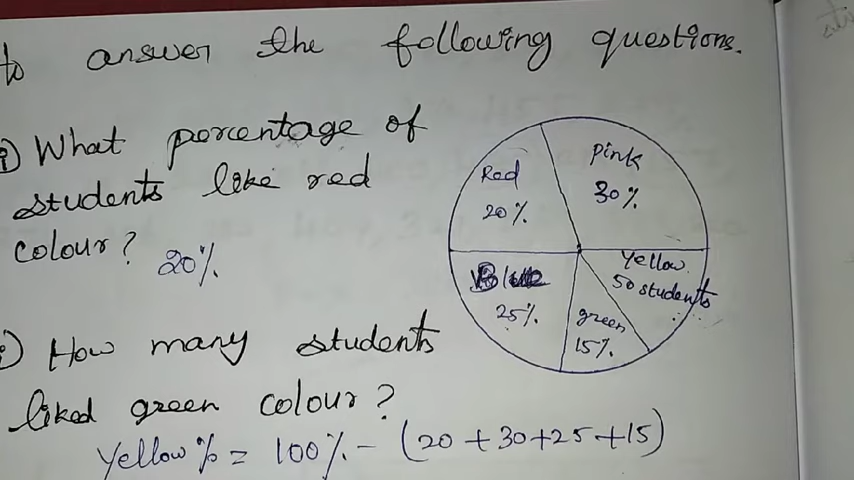 to answer the following questions.
i) What percentage of
students like red
colour? 20%
i) How many students
liked green colour?
Yellow % = 100% - (20 + 30 + 25 + 15)
Red
20%
Pink
30%
Yellow
50 students
Blue
25%
green
15%